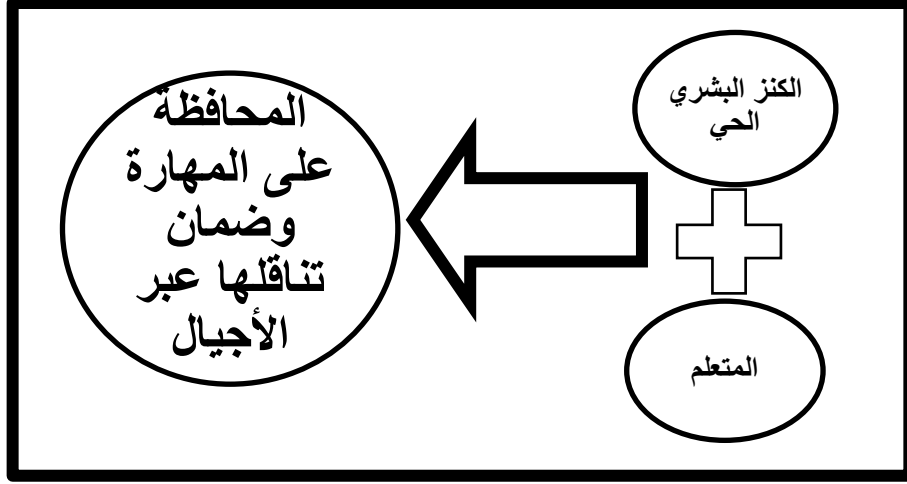 الكنز البشري
الحي
المتعلم
المحافظة
على المهارة
وضمان
تناقلها عبر
الأجيال